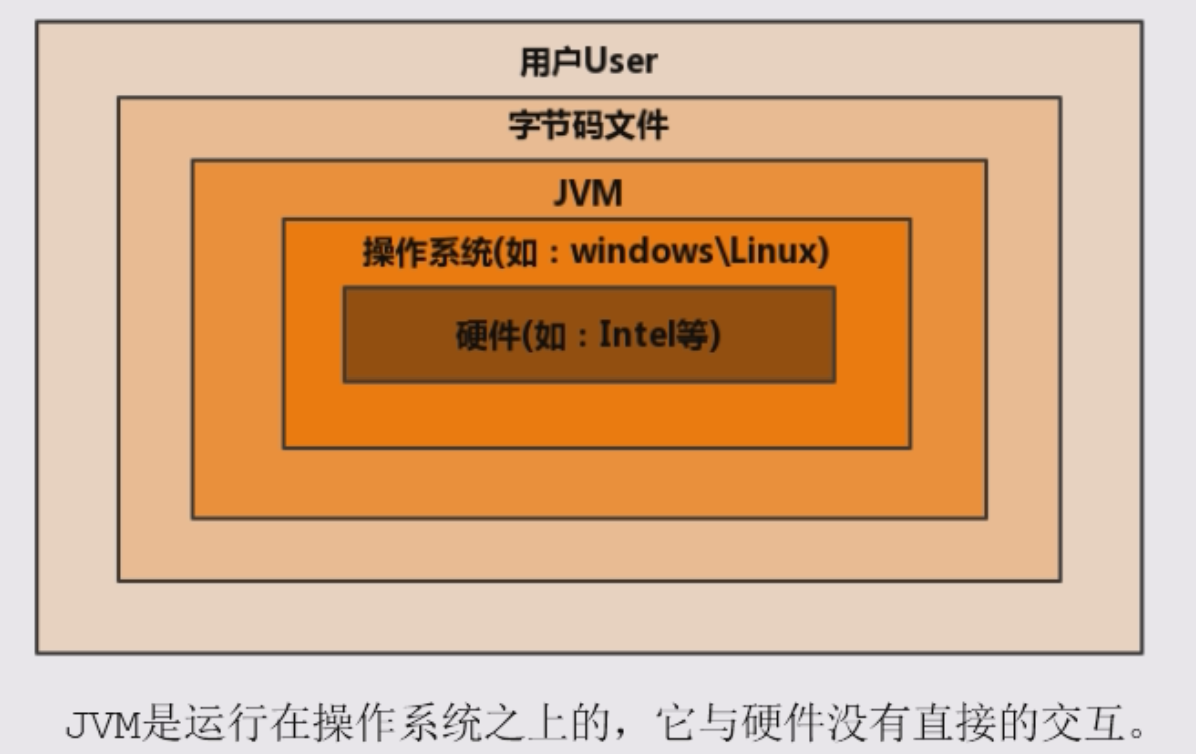 用户User
字节码文件
JVM
操作系统(如：windows\Linux)
硬件(如：Intel等)
JVM是运行在操作系统之上的，它与硬件没有直接的交互。